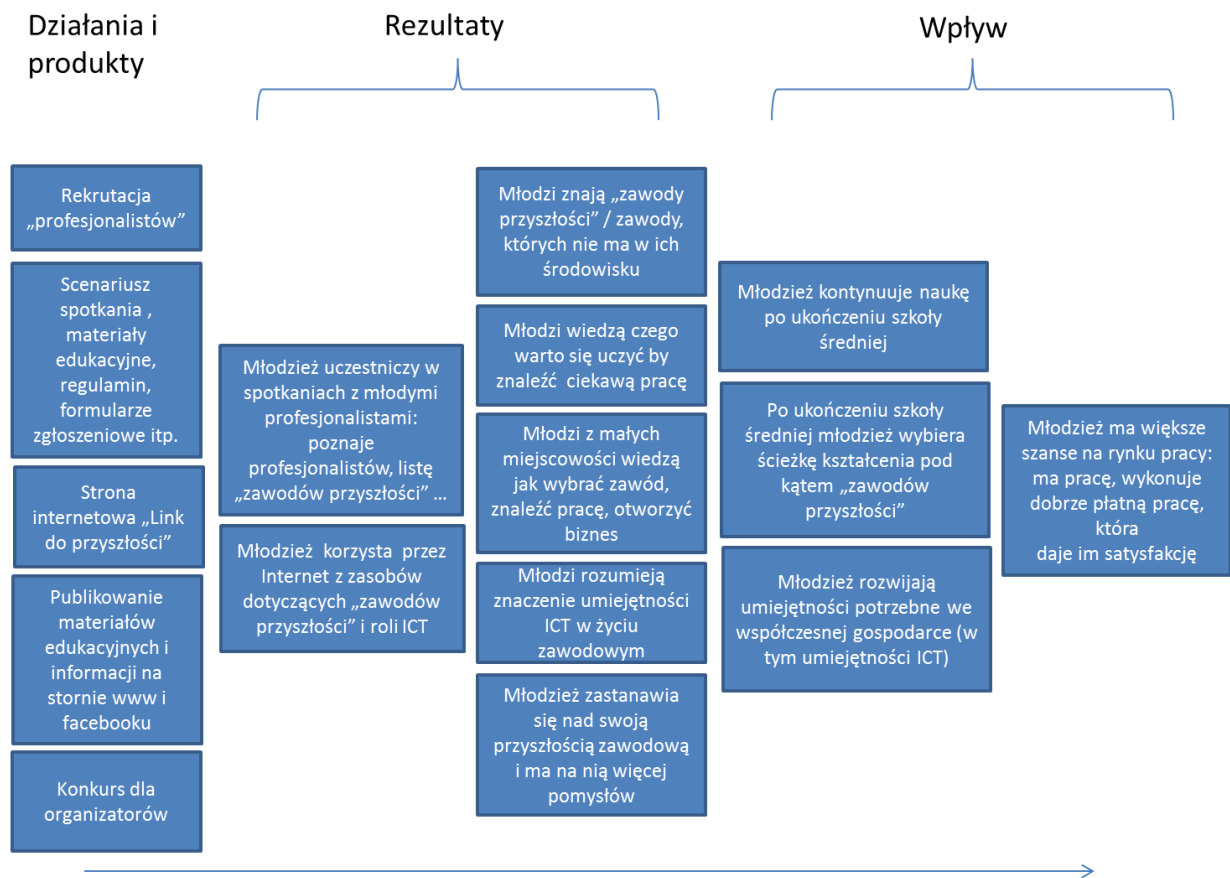 Działania i
produkty
Rezultaty
Wpływ
Rekrutacja
„profesjonalistów”
Scenariusz
spotkania ,
materiały
edukacyjne,
regulamin,
formularze
zgłoszeniowe itp.
Strona
internetowa „Link
do przyszłości”
Publikowanie
materiałów
edukacyjnych i
informacji na
stornie www i
facebooku
Konkurs dla
organizatorów
Młodzież uczestniczy w
spotkaniach z młodymi
profesjonalistami:
poznaje
profesjonalistów, listę
„zawodów przyszłości” ...
Młodzież korzysta przez
Internet z zasobów
dotyczących „zawodów
przyszłości” i roli ICT
Młodzi znają „zawody
przyszłości” / zawody,
których nie ma w ich
środowisku
Młodzi wiedzą czego
warto się uczyć by
znaleźć ciekawą pracę
Młodzi z małych
miejscowości wiedzą
jak wybrać zawód,
znaleźć pracę, otworzyć
biznes
Młodzi rozumieją
znaczenie umiejętności
ICT w życiu
zawodowym
Młodzież zastanawia
się nad swoją
przyszłością zawodową
i ma na nią więcej
pomysłów
Młodzież kontynuuje naukę
po ukończeniu szkoły
średniej
Po ukończeniu szkoły
średniej młodzież wybiera
ścieżkę kształcenia pod
kątem „zawodów
przyszłości”
Młodzież rozwijają
umiejętności potrzebne we
współczesnej gospodarce (w
tym umiejętności ICT)
Młodzież ma większe
szanse na rynku pracy:
ma pracę, wykonuje
dobrze płatną pracę,
która
daje im satysfakcję